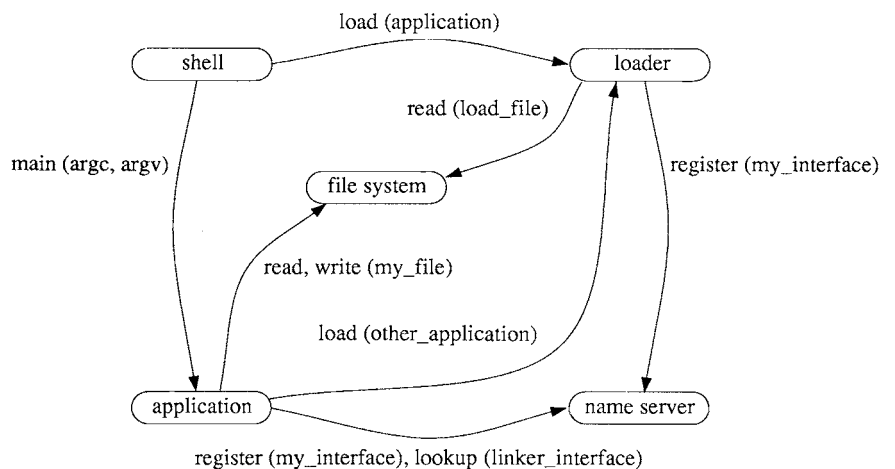 load (application)
shell
loader
read (load_file)
main (argc, argv)
register (my_interface)
file system
read, write (my_file)
load (other_application)
application
name server
register (my_interface), lookup (linker_interface)